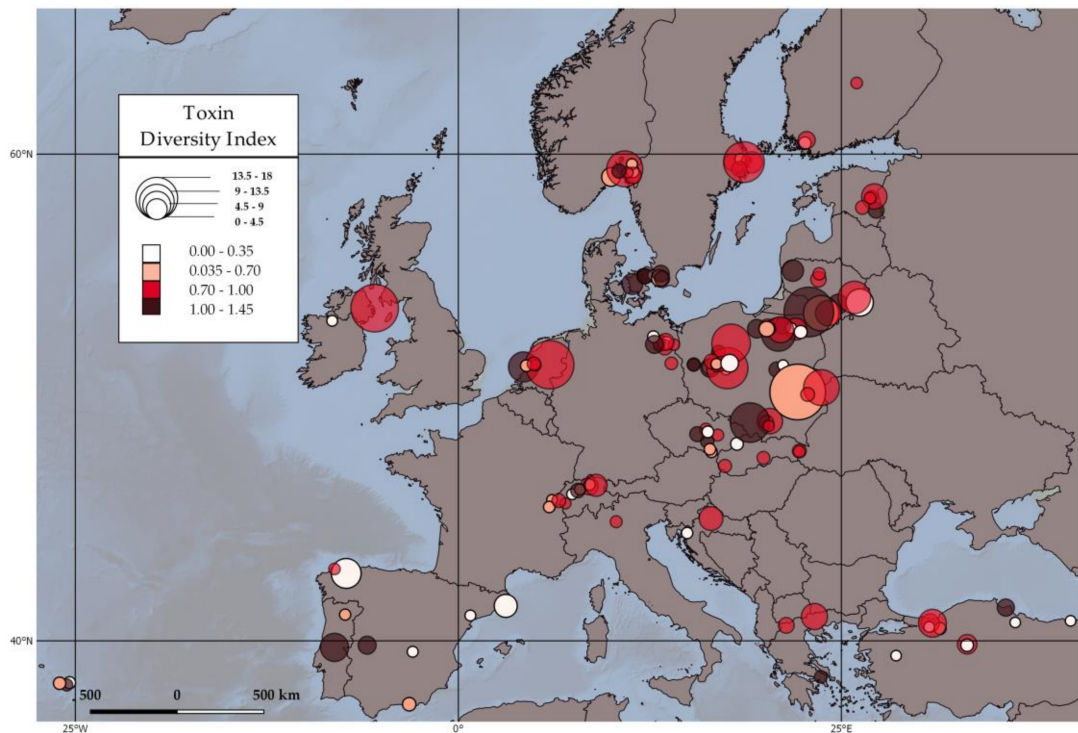 Toxin
Diversity Index
13.5 - 18
9 - 13.5
4.5 - 9
0 - 4.5
0.00 - 0.35
0.035 - 0.70
0.70 - 1.00
1.00 - 1.45
60°N
40°N
500 0 500 km
25°W 0° 25°E